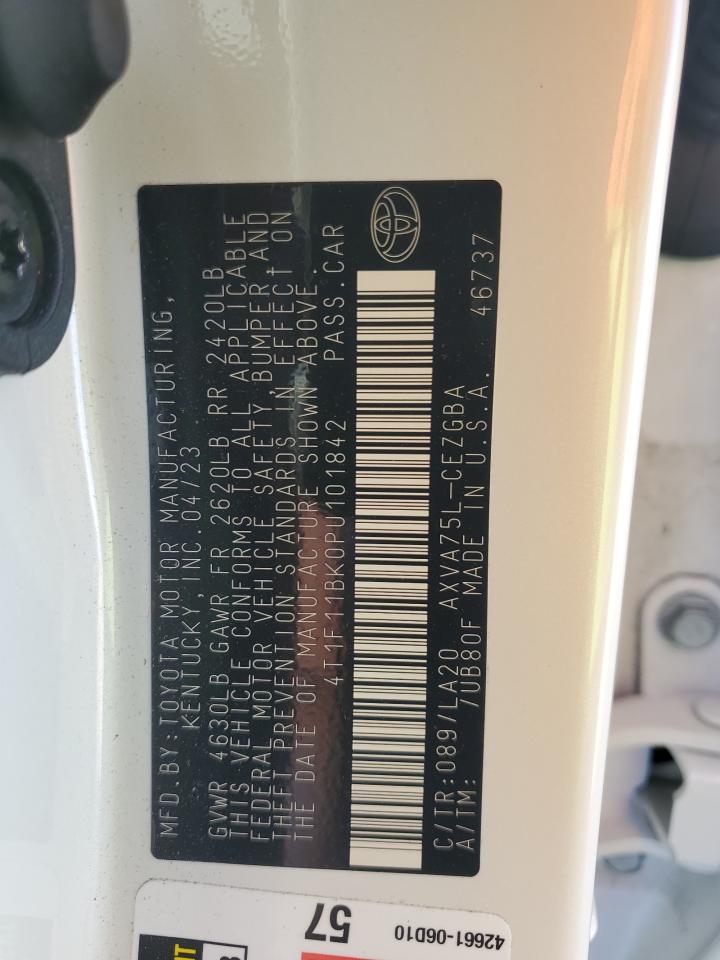 MFD.BY:TOYOTA MOTOR MANUFACTURING,
KENTUCKY,INC.04/23
GVWR 4630LB GAWR FR 2620LB RR 2420LB
THIS VEHICLE CONFORMS TO ALL APPLICABLE
FEDERAL MOTOR VEHICLE SAFETY, BUMPER, AND
THEFT PREVENTION STANDARDS IN EFFECT ON
THE DATE OF MANUFACTURE SHOWN ABOVE.
4T1F11BK0PU101842 PASS.CAR
C/TR:089/LA20 AXVA75L-CEZGBA
A/TM: 7UB80F MADE IN U.S.A. 46737
57
42661-06D10